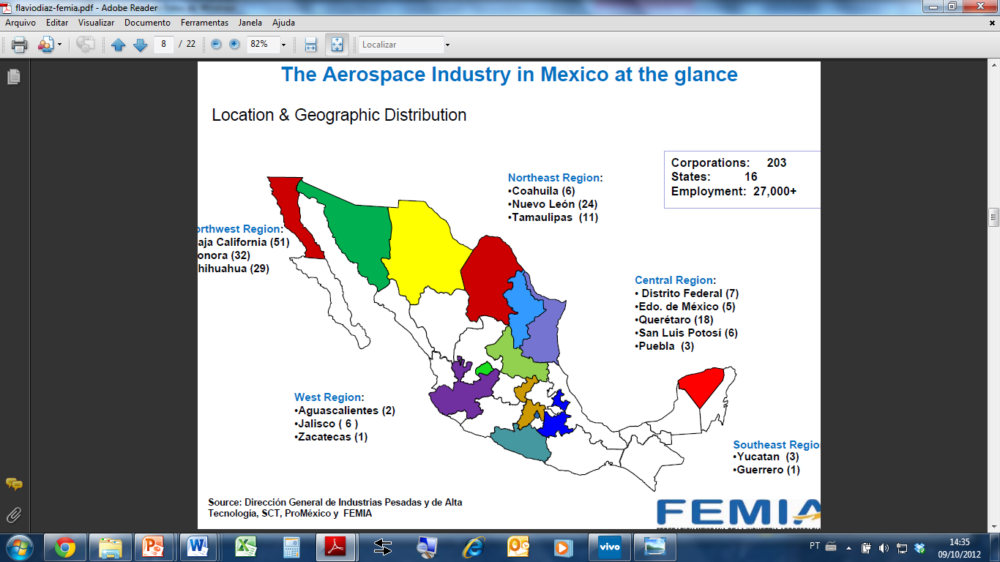 flaviodiaz-femia.pdf - Adobe Reader
Arquivo Editar Visualizar Documento Ferramentas Janela Ajuda
8 / 22 82% Localizar
The Aerospace Industry in Mexico at the glance
Location & Geographic Distribution
Corporations: 203
States: 16
Employment: 27,000+
Northeast Region:
•Coahuila (6)
•Nuevo León (24)
•Tamaulipas (11)
orthwest Region:
aja California (51)
onora (32)
hihuahua (29)
Central Region:
• Distrito Federal (7)
•Edo. de México (5)
•Querétaro (18)
•San Luis Potosí (6)
•Puebla (3)
West Region:
•Aguascalientes (2)
•Jalisco ( 6 )
•Zacatecas (1)
Southeast Regio
•Yucatan (3)
•Guerrero (1)
Source: Dirección General de Industrias Pesadas y de Alta
Tecnología, SCT, ProMéxico y FEMIA
FEMIA
vivo
PT
14:35
09/10/2012